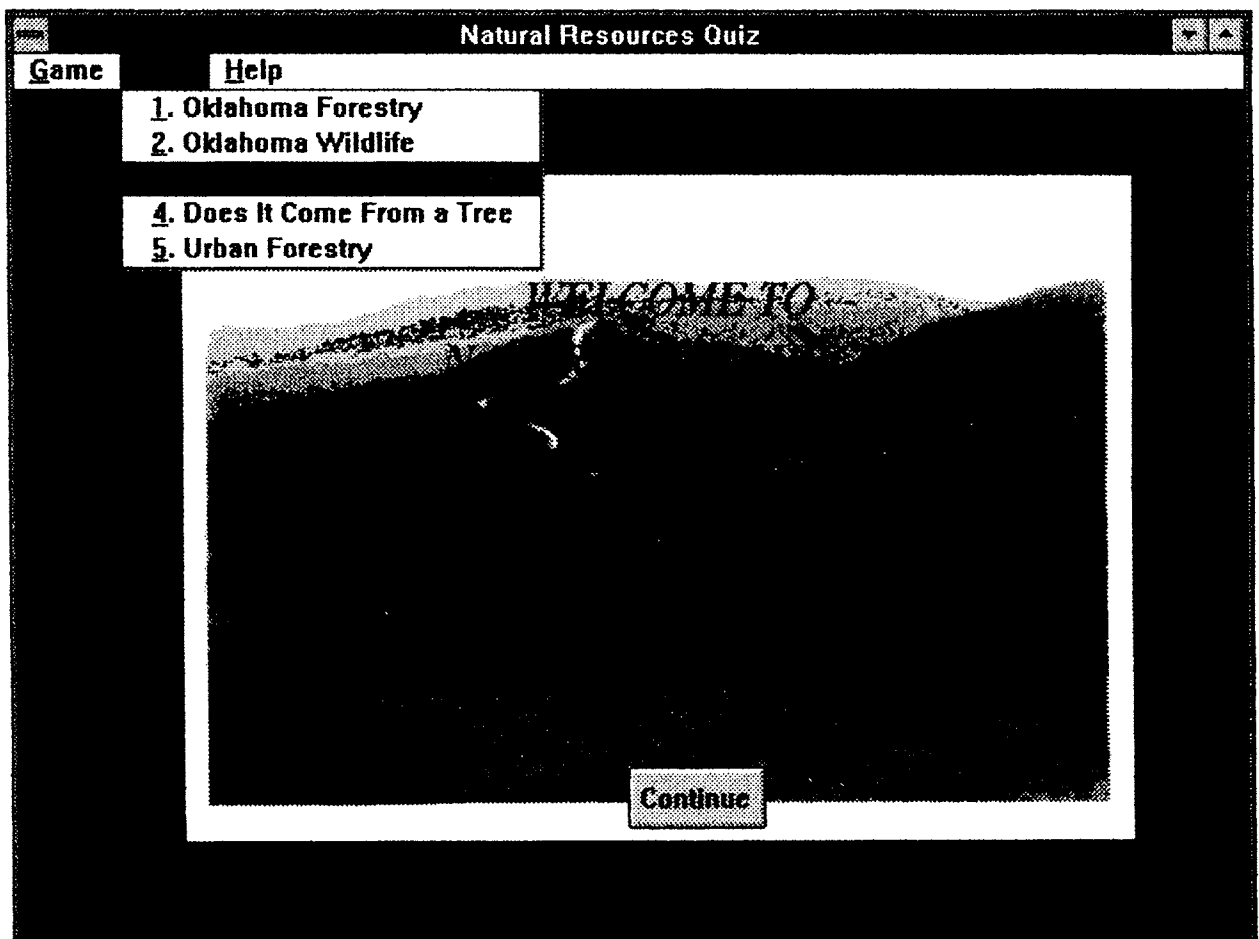 Natural Resources Quiz
Game Help
1. Oklahoma Forestry
2. Oklahoma Wildlife
4. Does It Come From a Tree
5. Urban Forestry
WELCOME TO
Continue